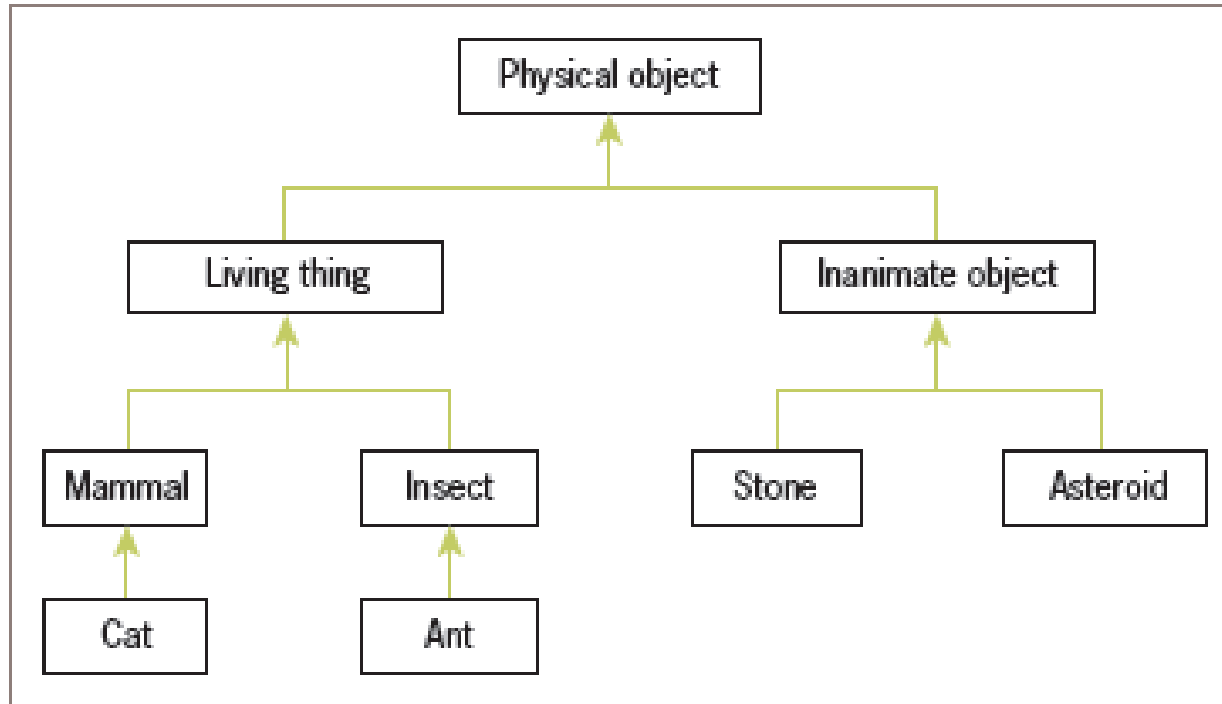 Physical object
Living thing
Inanimate object
Mammal
Insect
Stone
Asteroid
Cat
Ant